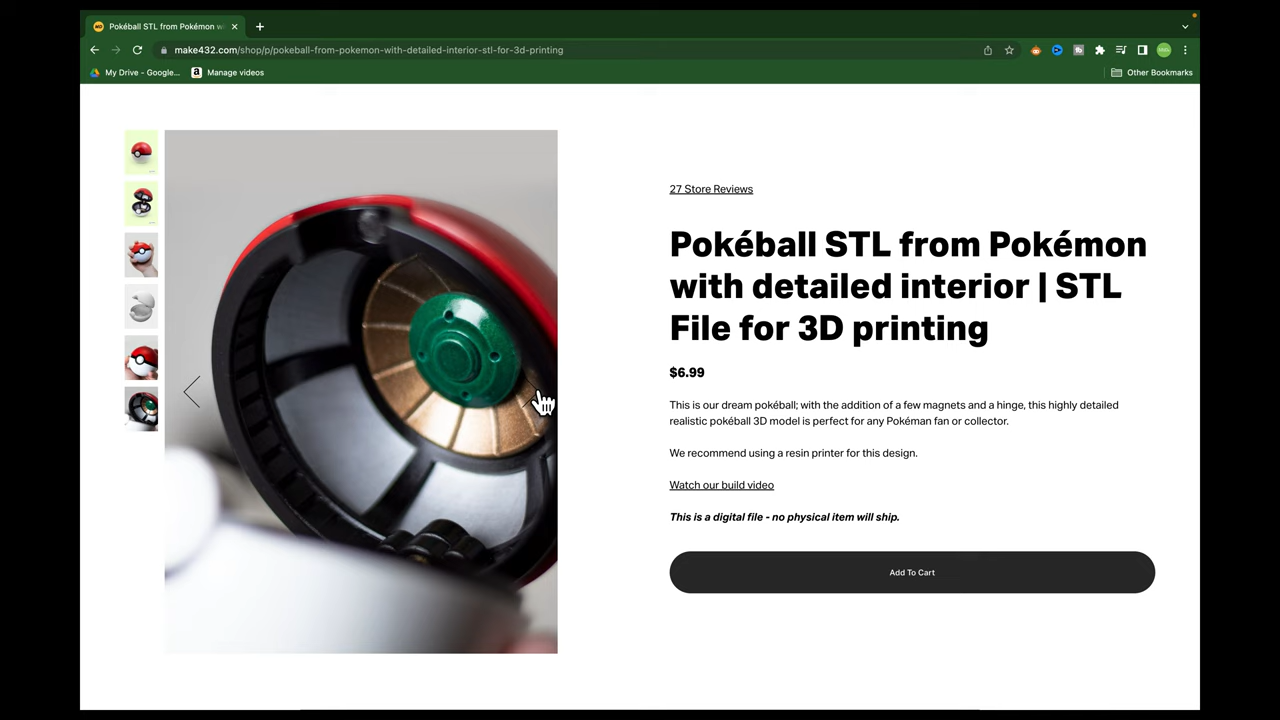 Pokéball STL from Pokémon w
make432.com/shop/p/pokeball-from-pokemon-with-detailed-interior-stl-for-3d-printing
My Drive - Google... Manage videos Other Bookmarks
27 Store Reviews
Pokéball STL from Pokémon
with detailed interior | STL
File for 3D printing
$6.99
This is our dream pokéball; with the addition of a few magnets and a hinge, this highly detailed
realistic pokéball 3D model is perfect for any Pokéman fan or collector.
We recommend using a resin printer for this design.
Watch our build video
This is a digital file - no physical item will ship.
Add To Cart